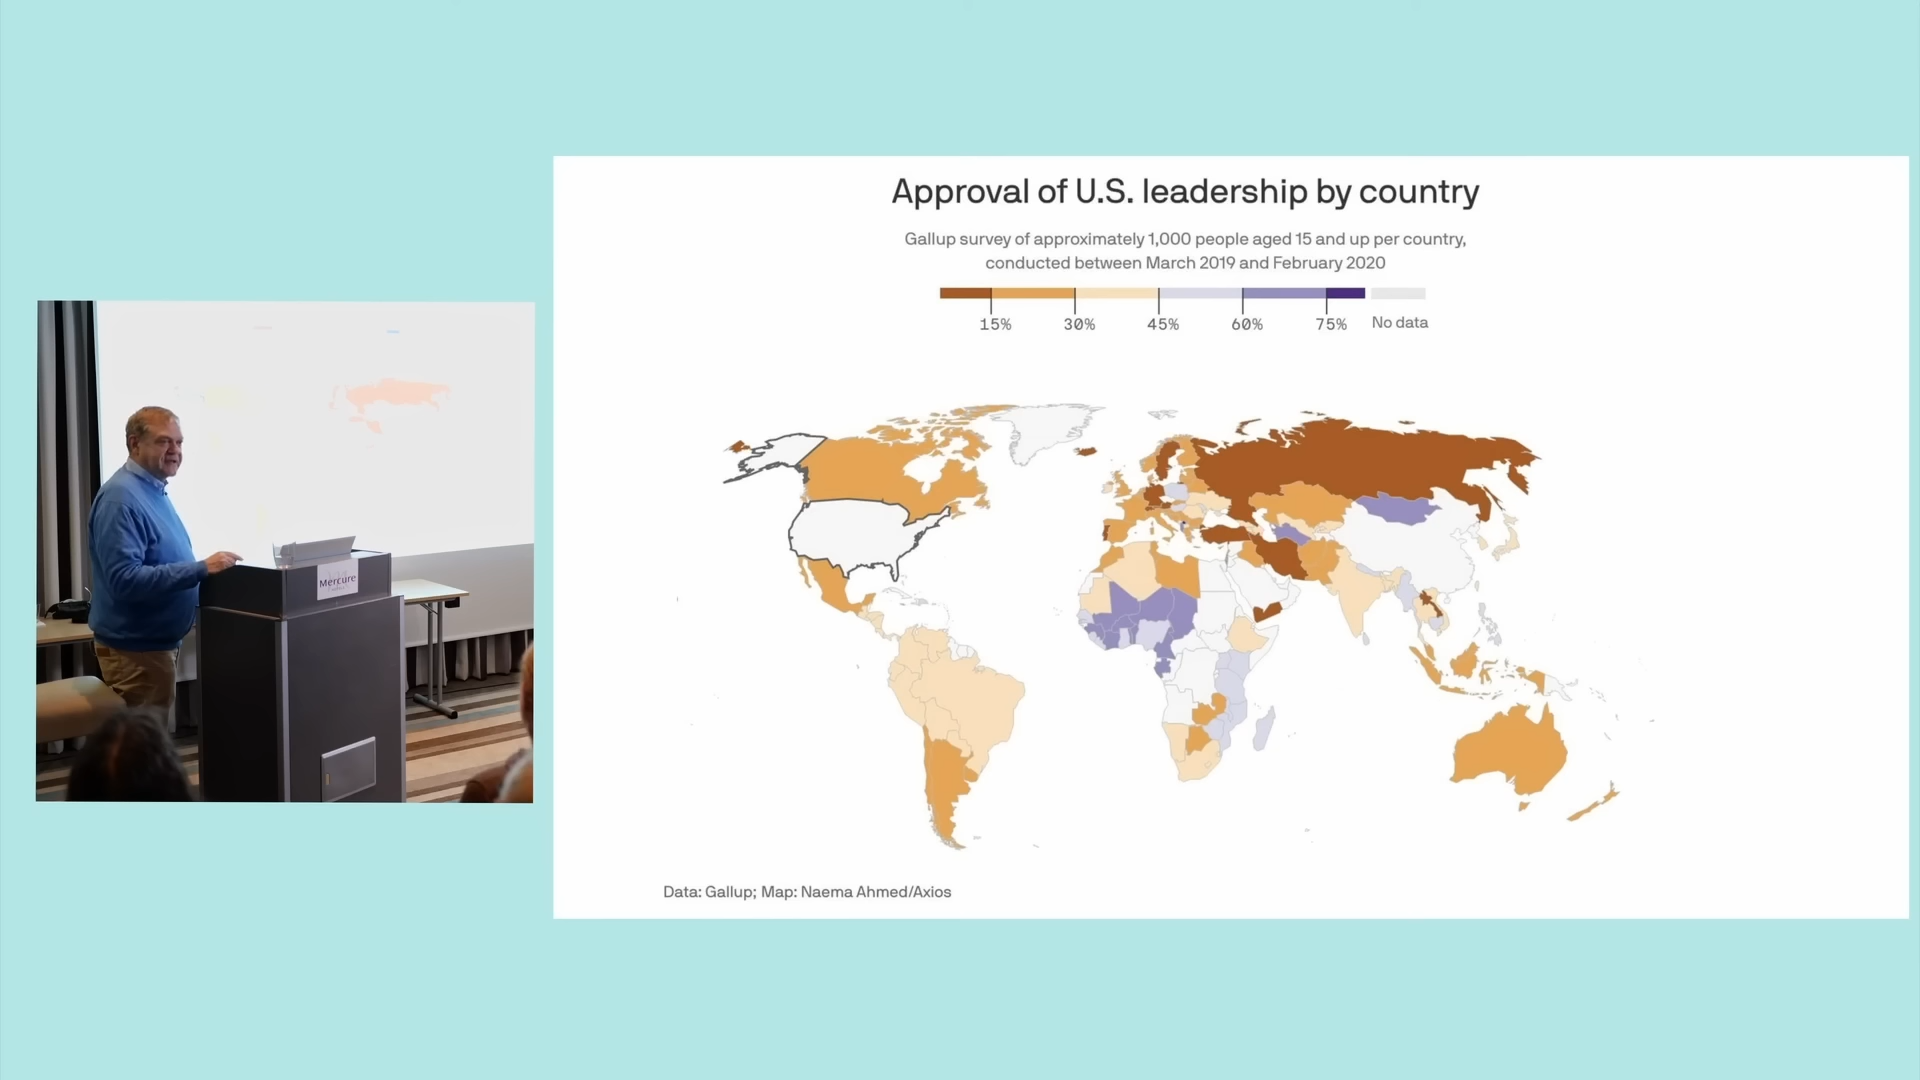 Approval of U.S. leadership by country
Gallup survey of approximately 1,000 people aged 15 and up per country,
conducted between March 2019 and February 2020
15% 30% 45% 60% 75% No data
Mercure
Data: Gallup; Map: Naema Ahmed/Axios